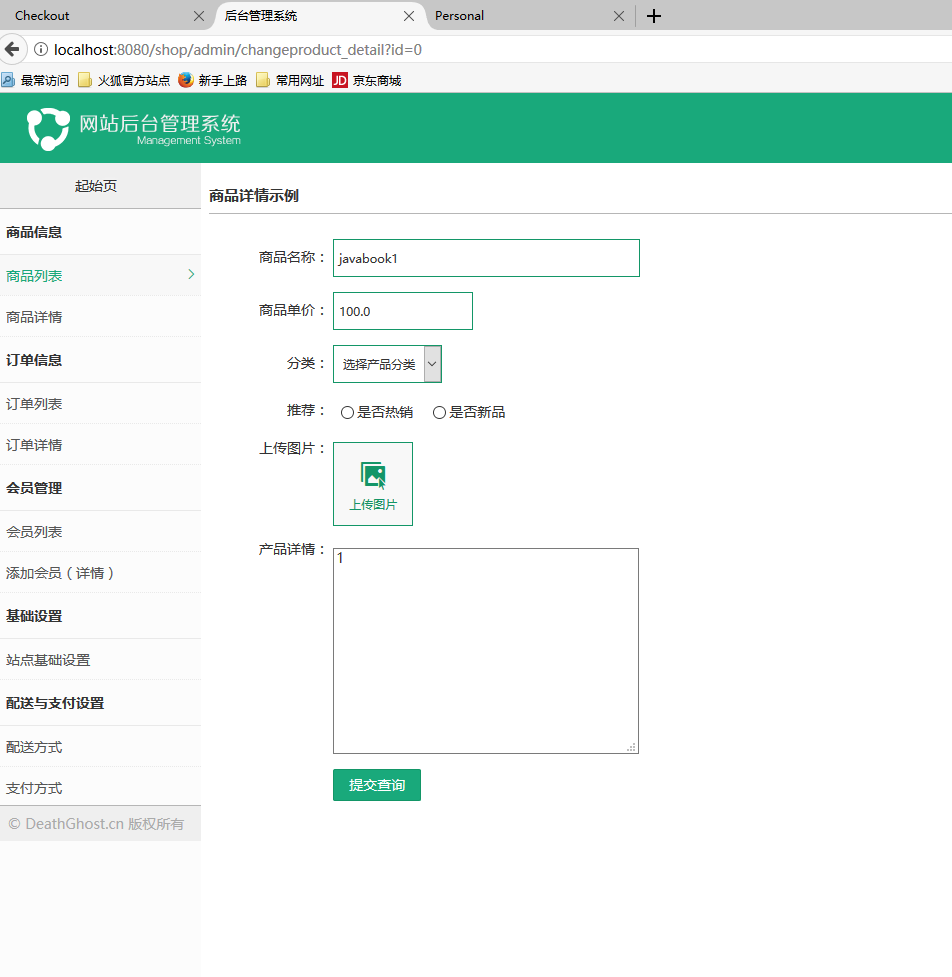 Checkout
后台管理系统
Personal
localhost:8080/shop/admin/changeproduct_detail?id=0
最常访问 火狐官方站点 新手上路 常用网址 JD 京东商城
网站后台管理系统
Management System
起始页
商品信息
商品列表
商品详情
订单信息
订单列表
订单详情
会员管理
会员列表
添加会员（详情）
基础设置
站点基础设置
配送与支付设置
配送方式
支付方式
© DeathGhost.cn 版权所有
商品详情示例
商品名称： javabook1
商品单价： 100.0
分类： 选择产品分类
推荐： 是否热销 是否新品
上传图片： 上传图片
产品详情： 1
提交查询